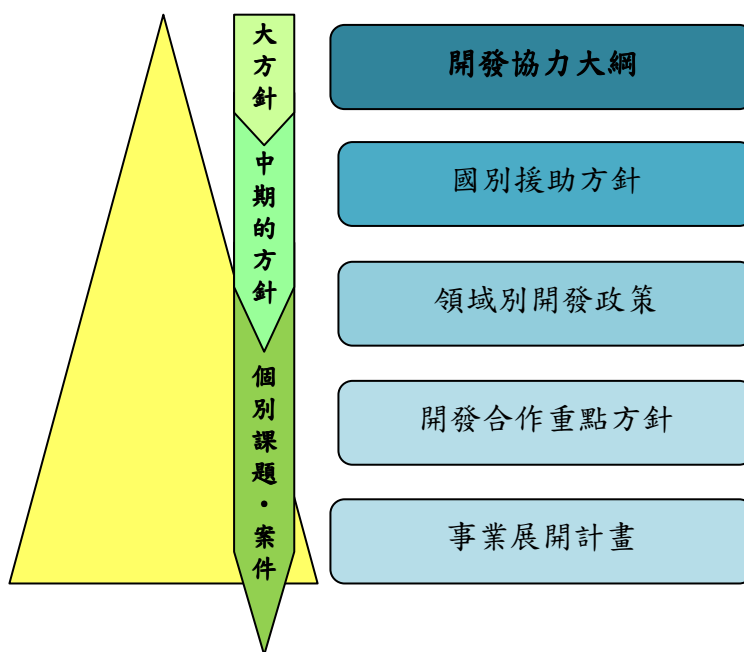 大方針
中期的方針
個別課題・案件
開發協力大綱
國別援助方針
領域別開發政策
開發合作重點方針
事業展開計畫